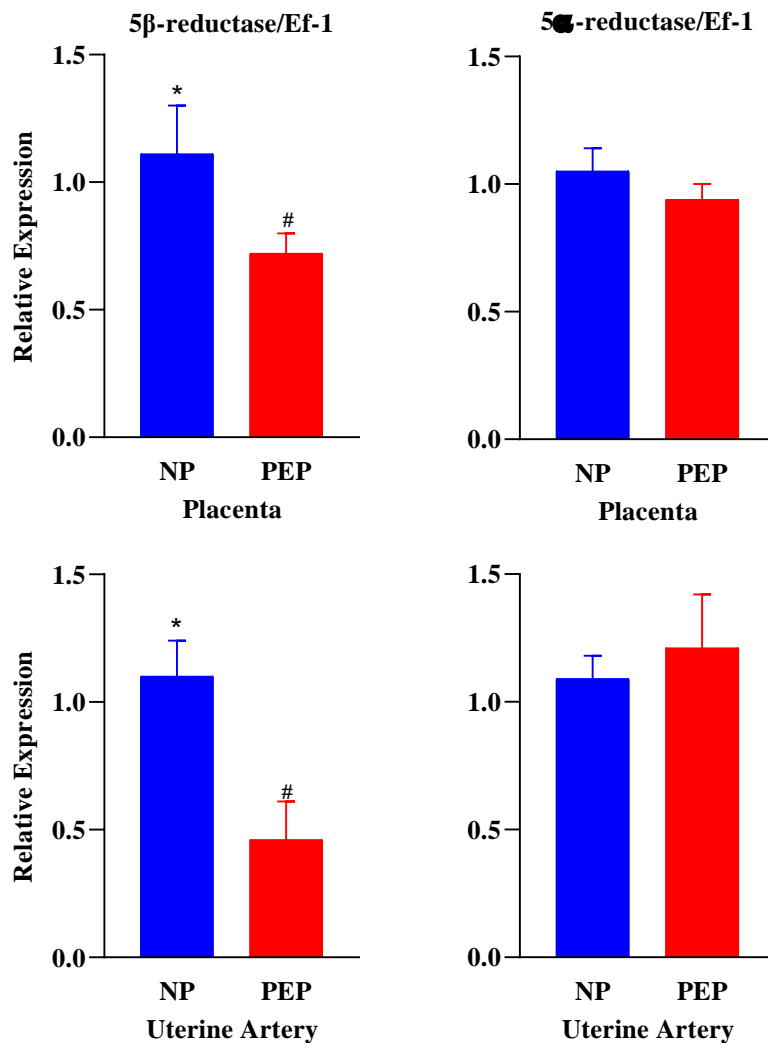 5β-reductase/Ef-1
1.5
1.0
0.5
0.0
Relative Expression
*
#
NP PEP
Placenta
5α-reductase/Ef-1
1.5
1.0
0.5
0.0
NP PEP
Placenta
1.5
1.0
0.5
0.0
Relative Expression
*
#
NP PEP
Uterine Artery
1.5
1.0
0.5
0.0
NP PEP
Uterine Artery